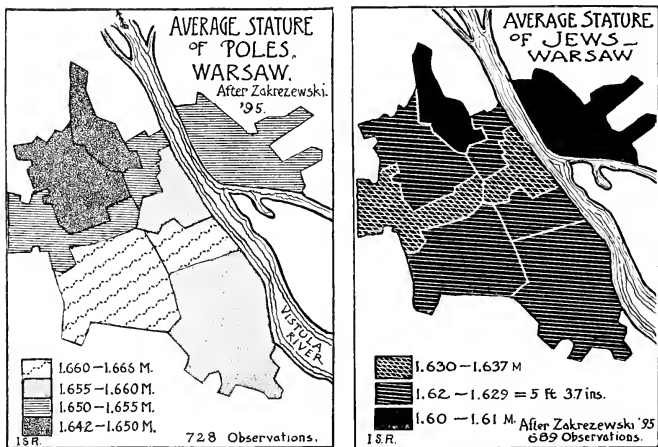 AVERAGE STATURE
OF POLES.
WARSAW.
After Zakrezewski.
'95.
VISTULA
RIVER
1.660–1.666 M.
1.655–1.660 M.
1.650–1.655 M.
1.642–1.650 M.
I.S.R.
728 Observations.
AVERAGE STATURE
OF JEWS–
WARSAW
1.630–1.637 M
1.62–1.629 = 5 ft 3.7 ins.
1.60–1.61 M.
After Zakrezewski '95
I S.R.
689 Observations.